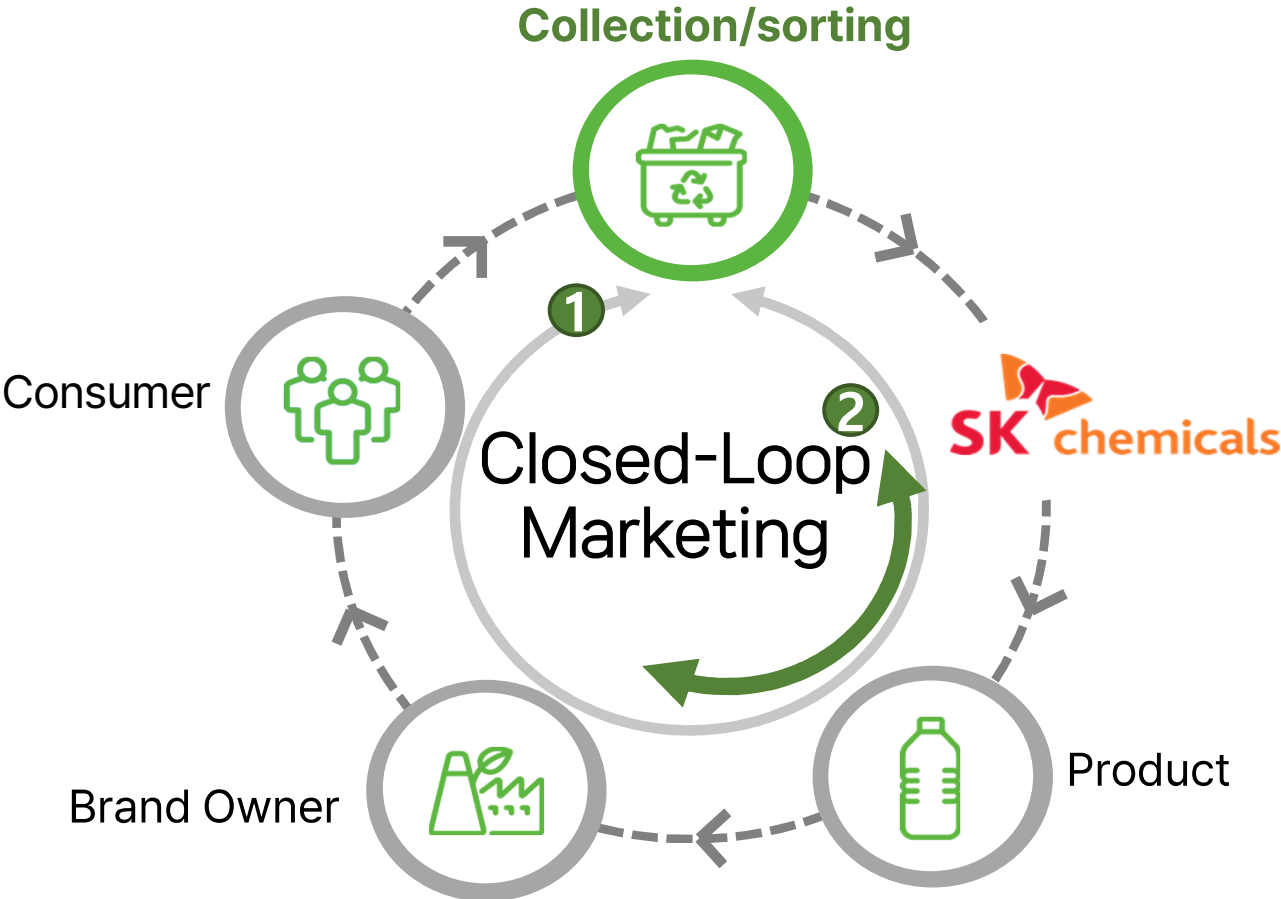 Collection/sorting
1
Consumer
2
SK chemicals
Closed-Loop
Marketing
Product
Brand Owner